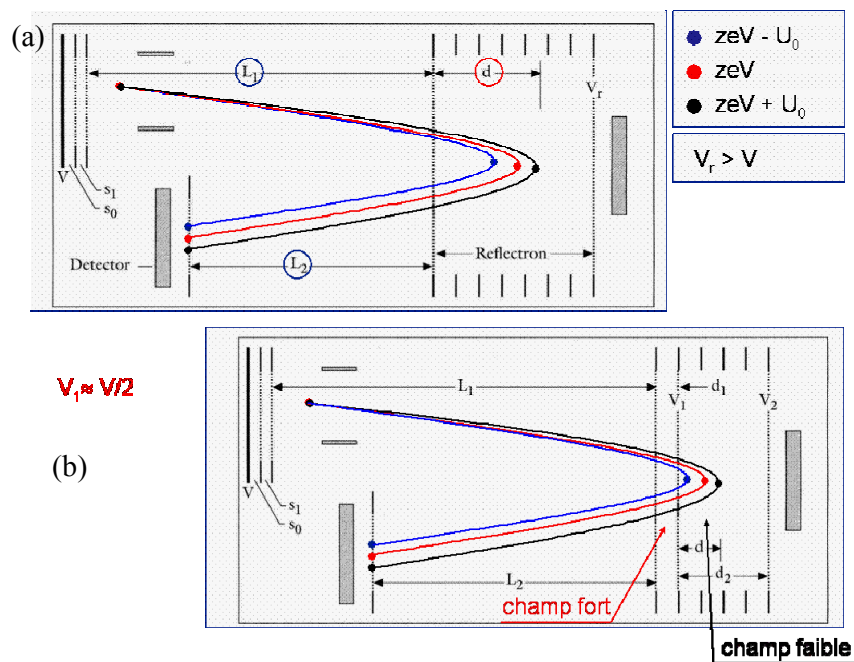 (a)
L₁
d
Vᵣ
V
s₁
s₀
Detector
L₂
Reflectron
zeV - U₀
zeV
zeV + U₀
Vᵣ > V
V₁≈ V/2
(b)
L₁
d₁
V₁
V₂
V
s₁
s₀
d
d₂
L₂
champ fort
champ faible